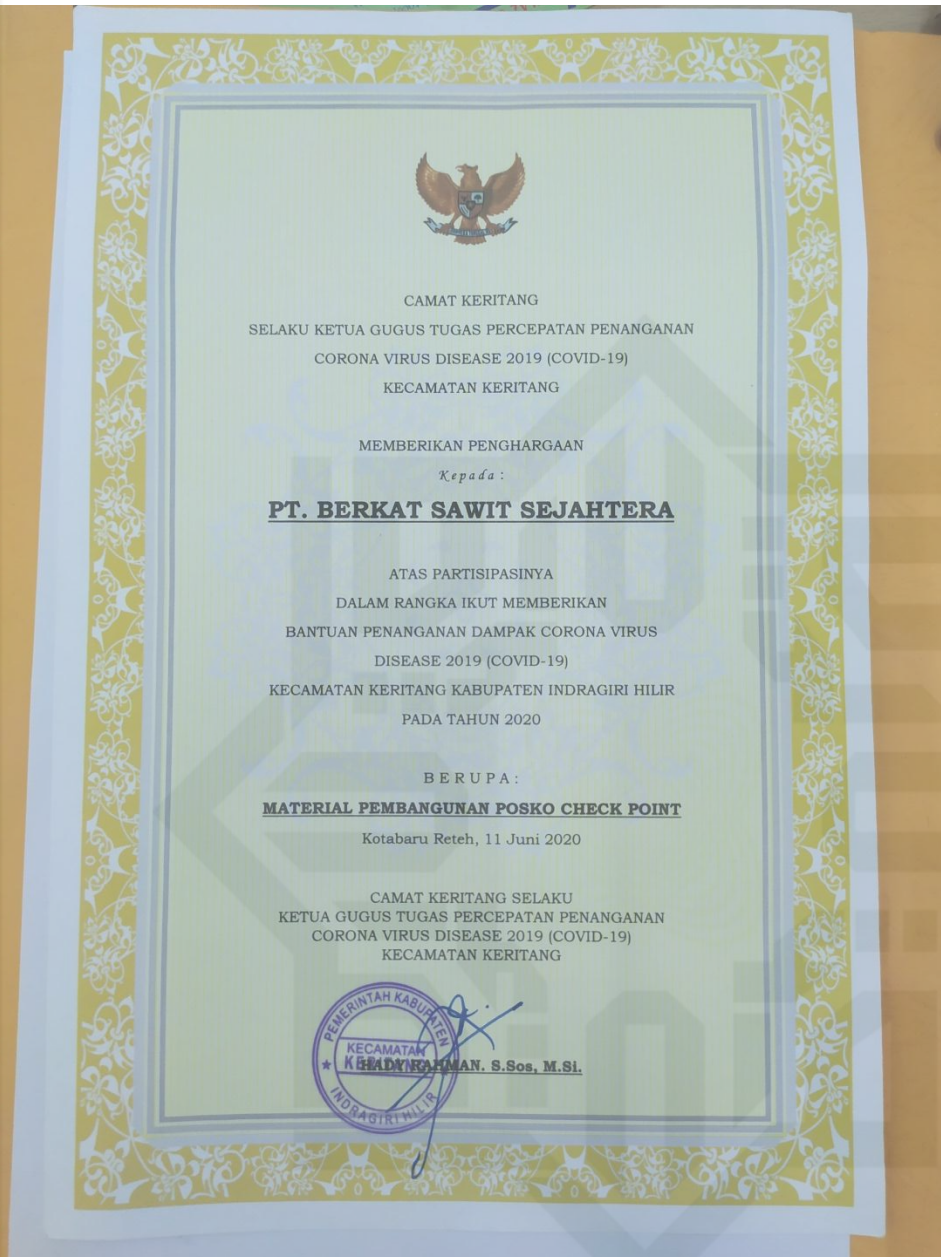 CAMAT KERITANG
SELAKU KETUA GUGUS TUGAS PERCEPATAN PENANGANAN
CORONA VIRUS DISEASE 2019 (COVID-19)
KECAMATAN KERITANG
MEMBERIKAN PENGHARGAAN
Kepada :
PT. BERKAT SAWIT SEJAHTERA
ATAS PARTISIPASINYA
DALAM RANGKA IKUT MEMBERIKAN
BANTUAN PENANGANAN DAMPAK CORONA VIRUS
DISEASE 2019 (COVID-19)
KECAMATAN KERITANG KABUPATEN INDRAGIRI HILIR
PADA TAHUN 2020
BERUPA:
MATERIAL PEMBANGUNAN POSKO CHECK POINT
Kotabaru Reteh, 11 Juni 2020
CAMAT KERITANG SELAKU
KETUA GUGUS TUGAS PERCEPATAN PENANGANAN
CORONA VIRUS DISEASE 2019 (COVID-19)
KECAMATAN KERITANG
PEMERINTAH KABUPATEN
KECAMATAN
KERITANG
INDRAGIRI HILIR
HADY RAHMAN. S.Sos, M.Si.